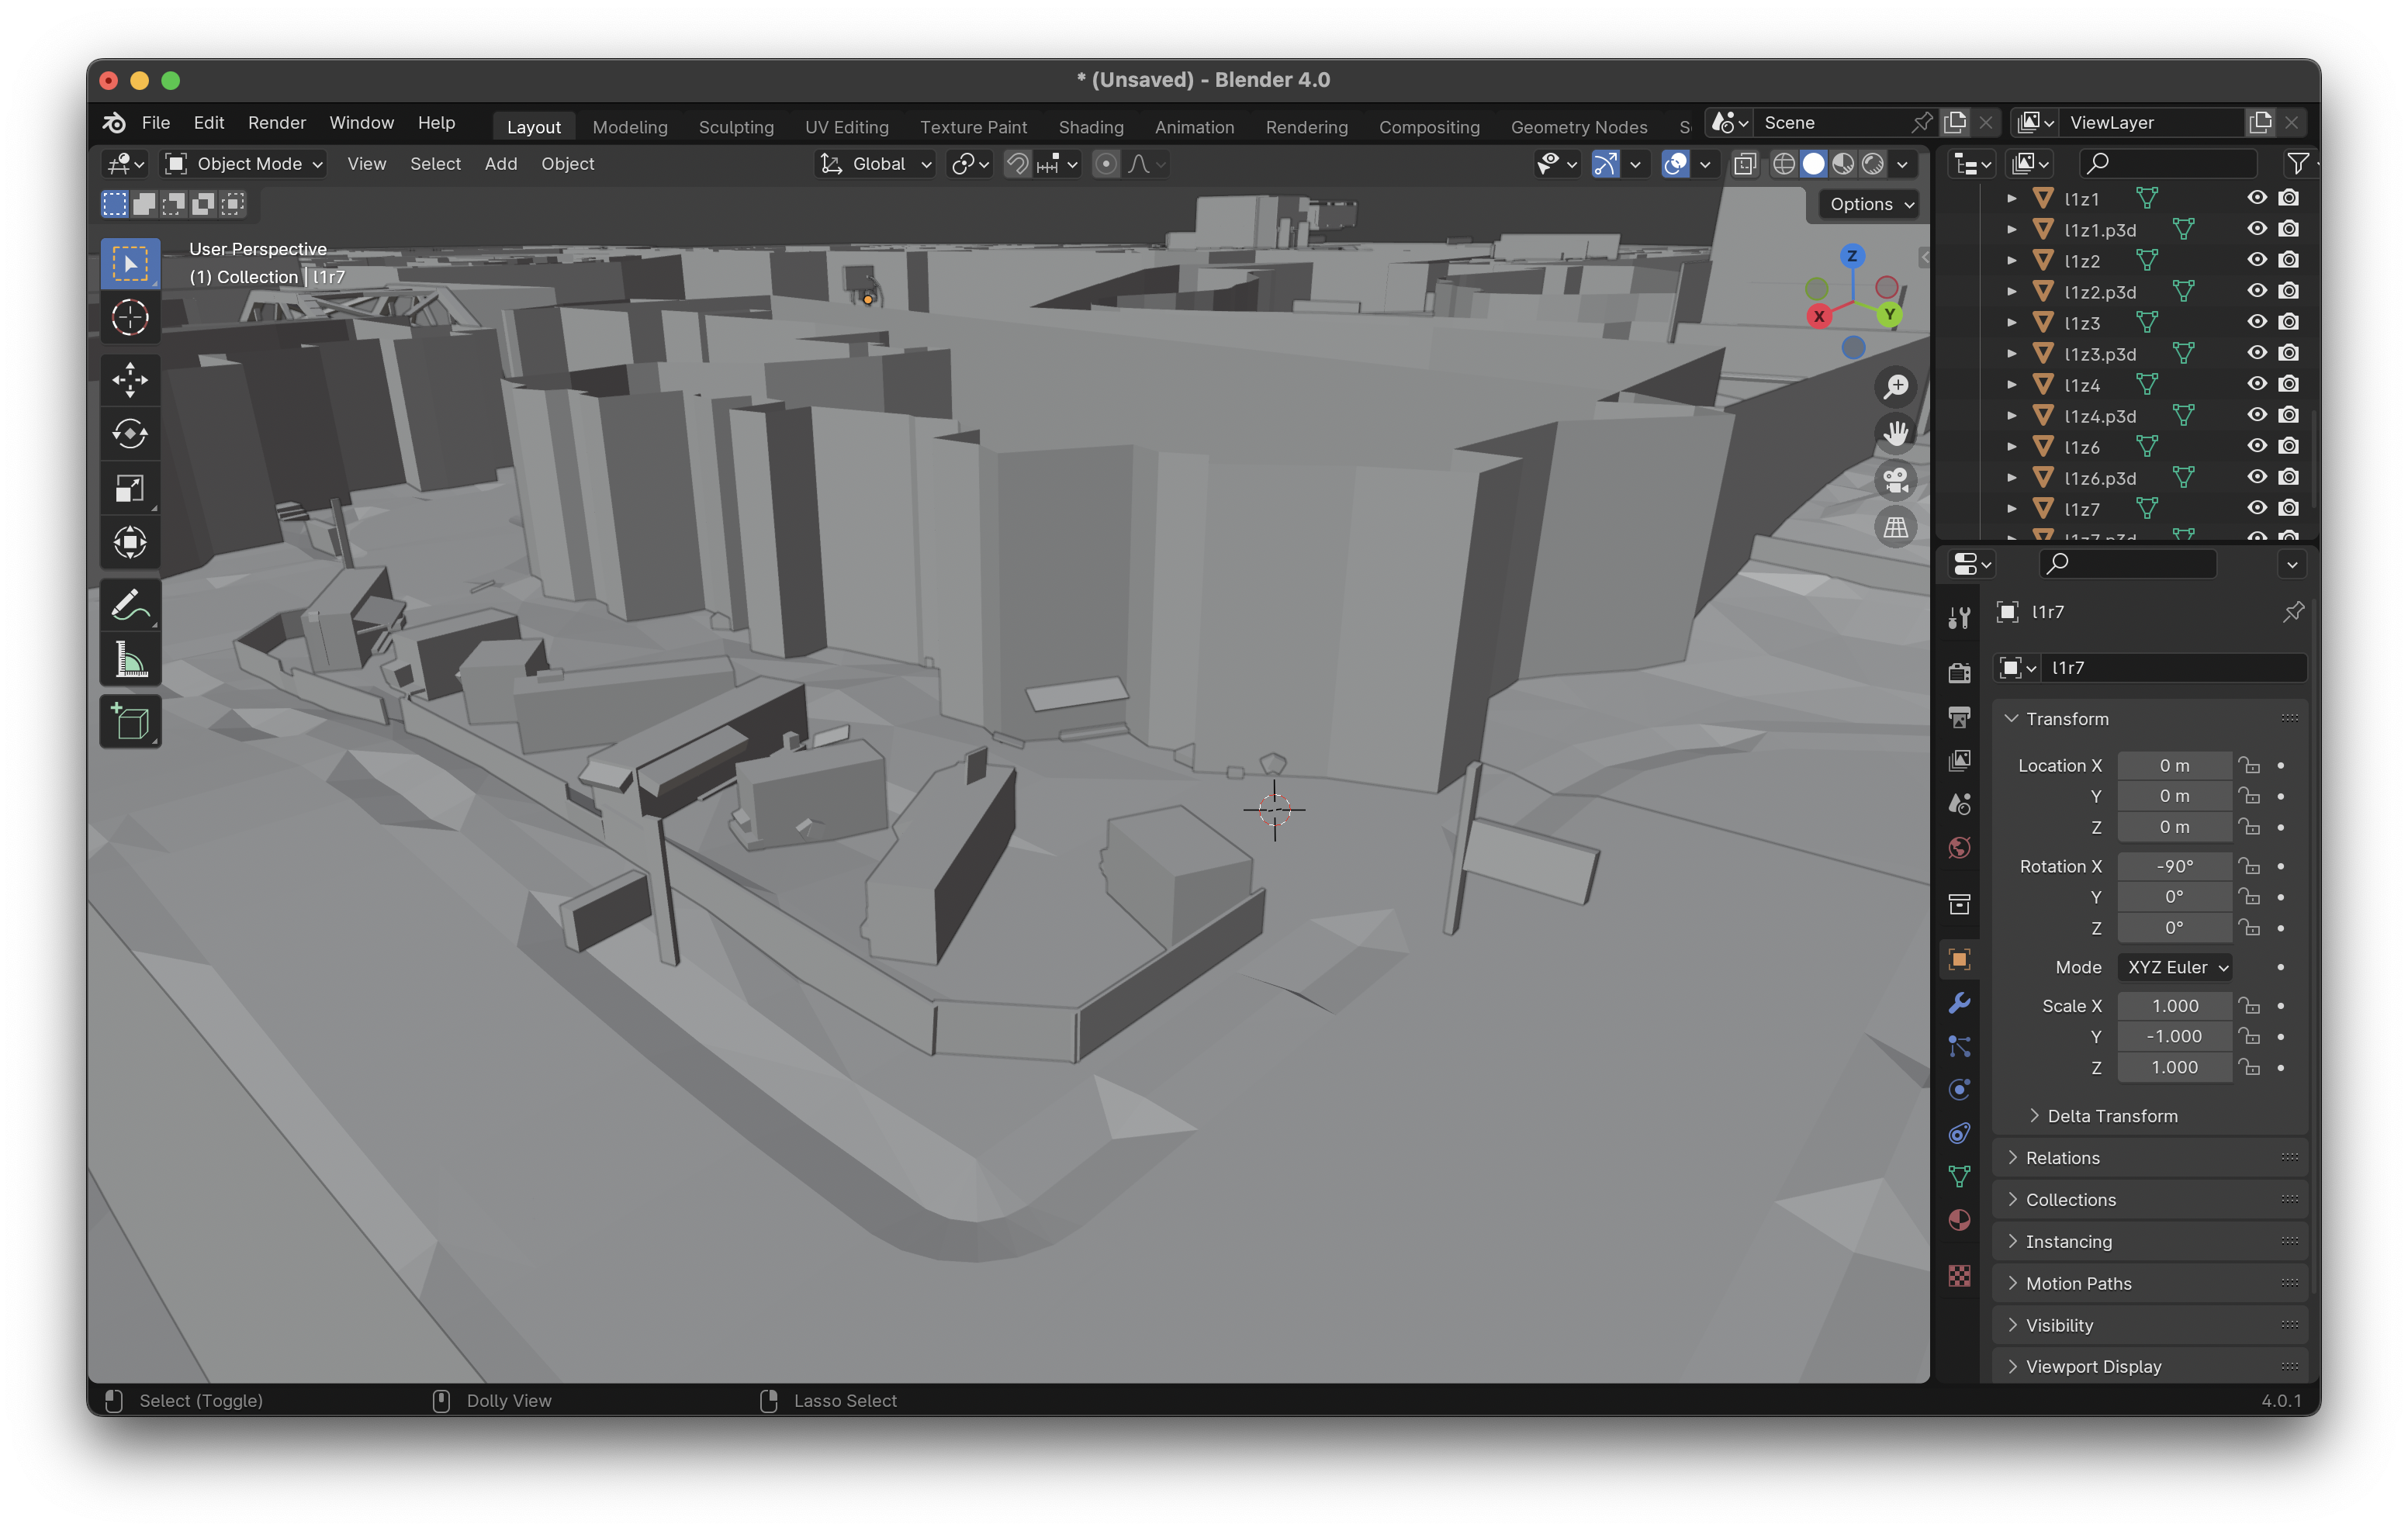 * (Unsaved) - Blender 4.0
File Edit Render Window Help Layout Modeling Sculpting UV Editing Texture Paint Shading Animation Rendering Compositing Geometry Nodes S Scene ViewLayer
Object Mode View Select Add Object Global
Options
User Perspective
(1) Collection | l1r7
Z
X
Y
l1z1
l1z1.p3d
l1z2
l1z2.p3d
l1z3
l1z3.p3d
l1z4
l1z4.p3d
l1z6
l1z6.p3d
l1z7
l1z7.p3d
l1r7
l1r7
Transform
Location X 0 m
Y 0 m
Z 0 m
Rotation X -90°
Y 0°
Z 0°
Mode XYZ Euler
Scale X 1.000
Y -1.000
Z 1.000
Delta Transform
Relations
Collections
Instancing
Motion Paths
Visibility
Viewport Display
Select (Toggle) Dolly View Lasso Select 4.0.1